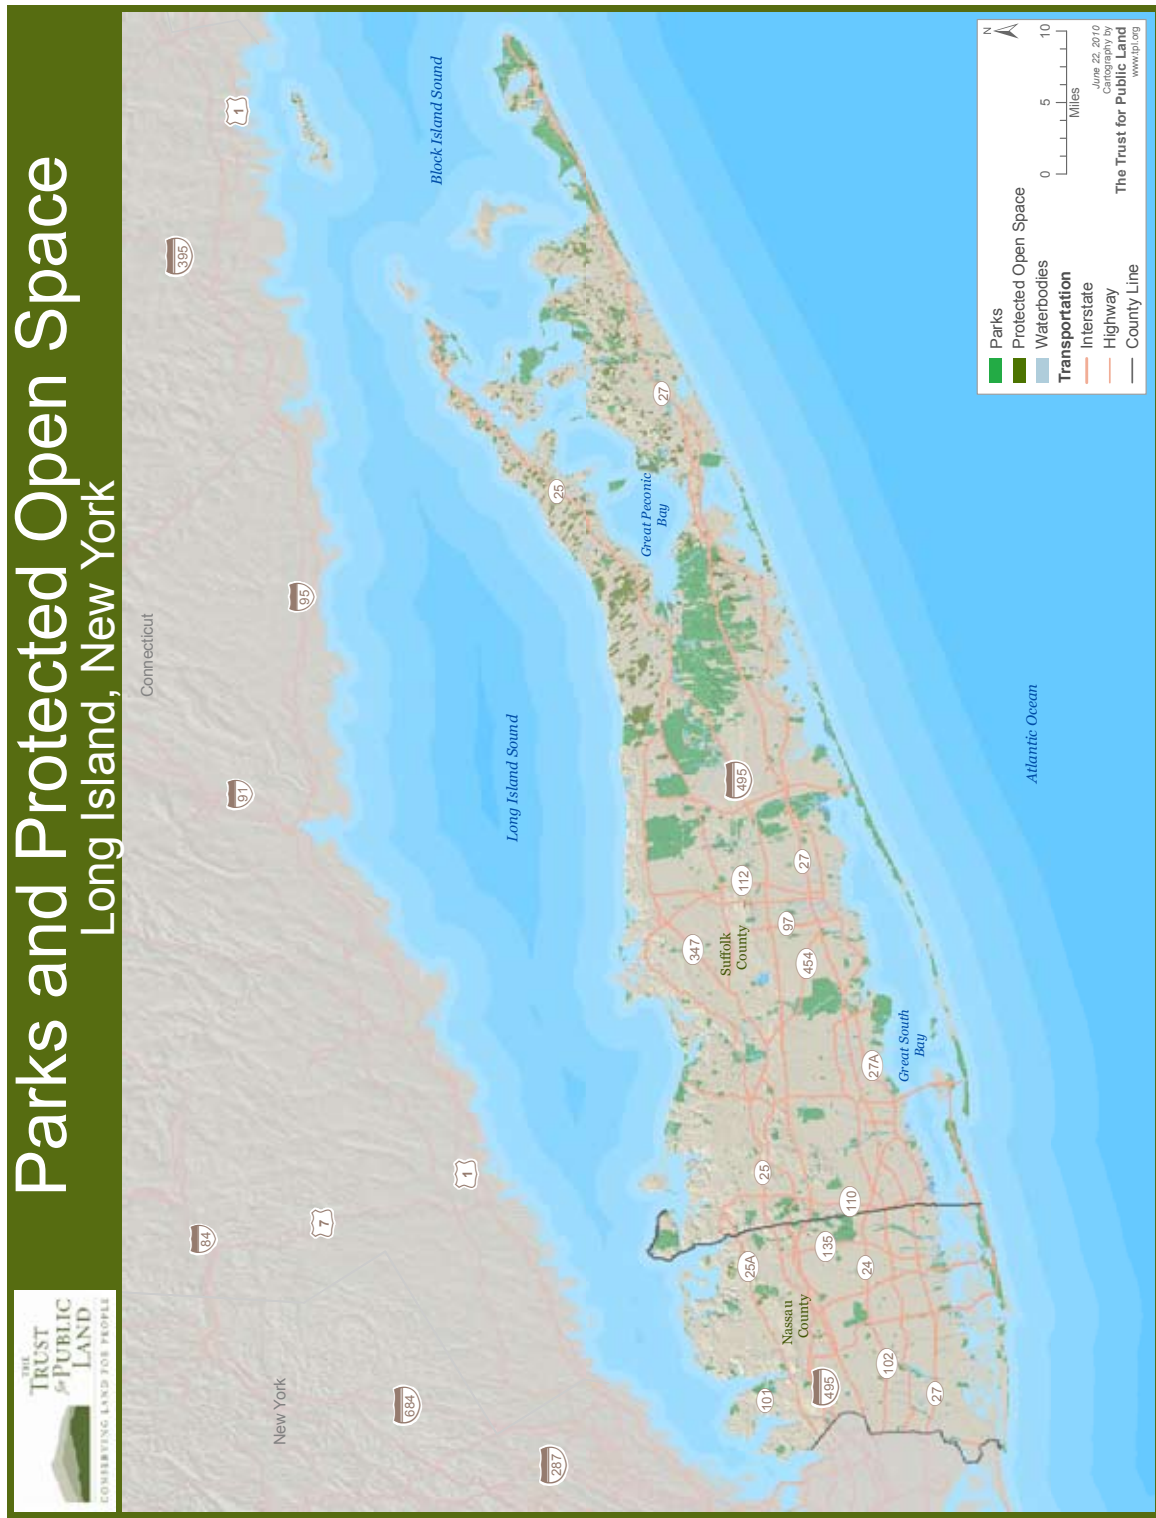 Parks and Protected Open Space
Long Island, New York
THE
TRUST
for PUBLIC
LAND
CONSERVING LAND FOR PEOPLE
Connecticut
New York
84
7
684
287
1
91
95
395
1
Block Island Sound
Long Island Sound
Great Peconic
Bay
25
27
495
347
112
27
97
454
Suffolk
County
Great South
Bay
27A
25
110
25A
135
24
Nassau
County
101
495
102
27
Atlantic Ocean
Parks
Protected Open Space
Waterbodies
Transportation
Interstate
Highway
County Line
N
0 5 10
Miles
June 22, 2010
Cartography by
The Trust for Public Land
www.tpl.org